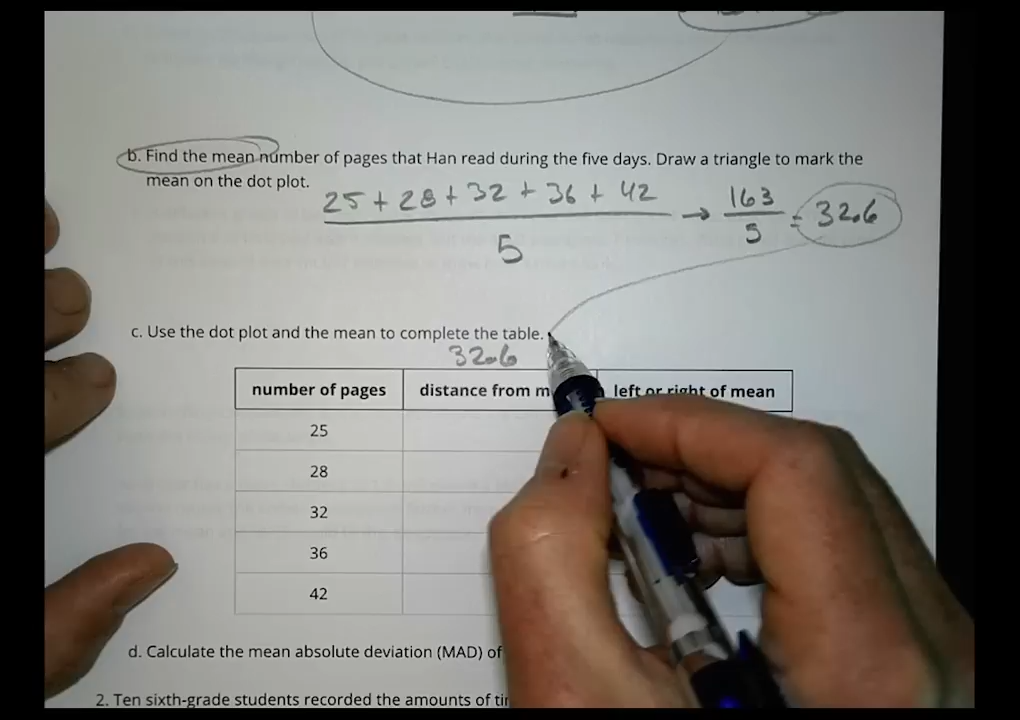 b. Find the mean number of pages that Han read during the five days. Draw a triangle to mark the
mean on the dot plot.
25 + 28 + 32 + 36 + 42
5
→ 163
5
= 32.6
c. Use the dot plot and the mean to complete the table.
32.6
number of pages distance from m left or right of mean
25
28
32
36
42
d. Calculate the mean absolute deviation (MAD) of
2. Ten sixth-grade students recorded the amounts of